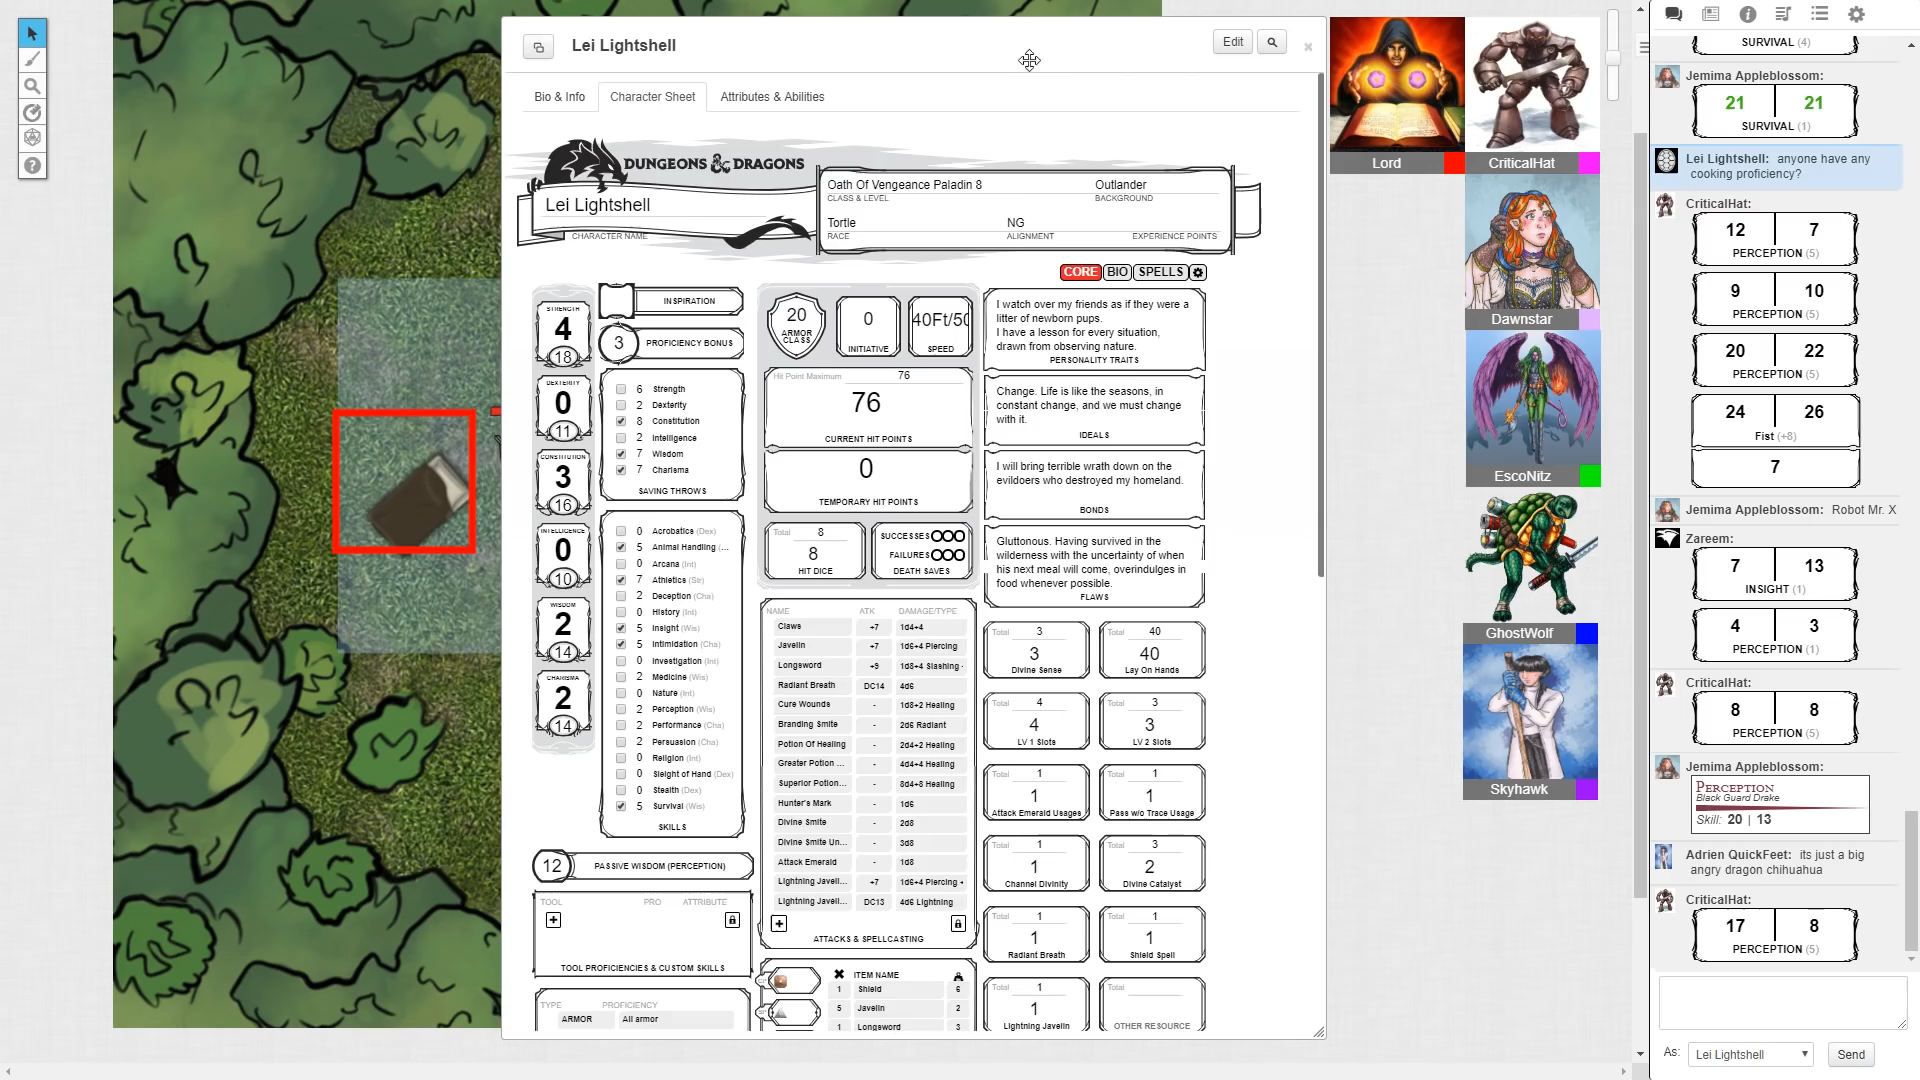 Lei Lightshell
Edit
Bio & Info
Character Sheet
Attributes & Abilities
DUNGEONS & DRAGONS
Lei Lightshell
CHARACTER NAME
Oath Of Vengeance Paladin 8
Outlander
CLASS & LEVEL
BACKGROUND
Tortle
NG
RACE
ALIGNMENT
EXPERIENCE POINTS
CORE
BIO
SPELLS
STRENGTH
4
18
DEXTERITY
0
11
CONSTITUTION
3
16
INTELLIGENCE
0
10
WISDOM
2
14
CHARISMA
2
14
INSPIRATION
3
PROFICIENCY BONUS
6 Strength
2 Dexterity
8 Constitution
2 Intelligence
7 Wisdom
7 Charisma
SAVING THROWS
0 Acrobatics (Dex)
5 Animal Handling (...
0 Arcana (Int)
7 Athletics (Str)
2 Deception (Cha)
0 History (Int)
5 Insight (Wis)
5 Intimidation (Cha)
0 Investigation (Int)
2 Medicine (Wis)
0 Nature (Int)
2 Perception (Wis)
2 Performance (Cha)
2 Persuasion (Cha)
0 Religion (Int)
0 Sleight of Hand (Dex)
0 Stealth (Dex)
5 Survival (Wis)
SKILLS
12
PASSIVE WISDOM (PERCEPTION)
TOOL
PRO
ATTRIBUTE
TOOL PROFICIENCIES & CUSTOM SKILLS
TYPE
PROFICIENCY
ARMOR
All armor
20
ARMOR
CLASS
0
INITIATIVE
40Ft/50
SPEED
Hit Point Maximum
76
76
CURRENT HIT POINTS
0
TEMPORARY HIT POINTS
Total
8
8
HIT DICE
SUCCESSES
FAILURES
DEATH SAVES
NAME
ATK
DAMAGE/TYPE
Claws +7 1d4+4
Javelin +7 1d6+4 Piercing
Longsword +9 1d8+4 Slashing
Radiant Breath DC14 4d6
Cure Wounds - 1d8+2 Healing
Branding Smite - 2d6 Radiant
Potion Of Healing - 2d4+2 Healing
Greater Potion ... - 4d4+4 Healing
Superior Potion... - 8d4+8 Healing
Hunter's Mark - 1d6
Divine Smite - 2d8
Divine Smite Un... - 3d8
Attack Emerald - 1d8
Lightning Javeli... +7 1d6+4 Piercing +
Lightning Javeli... DC13 4d6 Lightning
ATTACKS & SPELLCASTING
ITEM NAME
1 Shield 6
5 Javelin 2
1 Longsword 3
I watch over my friends as if they were a
litter of newborn pups.
I have a lesson for every situation,
drawn from observing nature.
PERSONALITY TRAITS
Change. Life is like the seasons, in
constant change, and we must change
with it.
IDEALS
I will bring terrible wrath down on the
evildoers who destroyed my homeland.
BONDS
Gluttonous. Having survived in the
wilderness with the uncertainty of when
his next meal will come, overindulges in
food whenever possible.
FLAWS
Total 3
3
Divine Sense
Total 40
40
Lay On Hands
Total 4
4
LV 1 Slots
Total 3
3
LV 2 Slots
Total 1
1
Attack Emerald Usages
Total 1
1
Pass w/o Trace Usage
Total 1
1
Channel Divinity
Total 3
2
Divine Catalyst
Total 1
1
Radiant Breath
Total 1
1
Shield Spell
Total 1
1
Lightning Javelin
Total
OTHER RESOURCE
Lord
CriticalHat
Dawnstar
EscoNitz
GhostWolf
Skyhawk
SURVIVAL (4)
Jemima Appleblossom:
21 21
SURVIVAL (1)
Lei Lightshell: anyone have any
cooking proficiency?
CriticalHat:
12 7
PERCEPTION (5)
9 10
PERCEPTION (5)
20 22
PERCEPTION (5)
24 26
Fist (+8)
7
Jemima Appleblossom: Robot Mr. X
Zareem:
7 13
INSIGHT (1)
4 3
PERCEPTION (1)
CriticalHat:
8 8
PERCEPTION (5)
Jemima Appleblossom:
PERCEPTION
Black Guard Drake
Skill: 20 | 13
Adrien QuickFeet: its just a big
angry dragon chihuahua
CriticalHat:
17 8
PERCEPTION (5)
As:
Lei Lightshell
Send